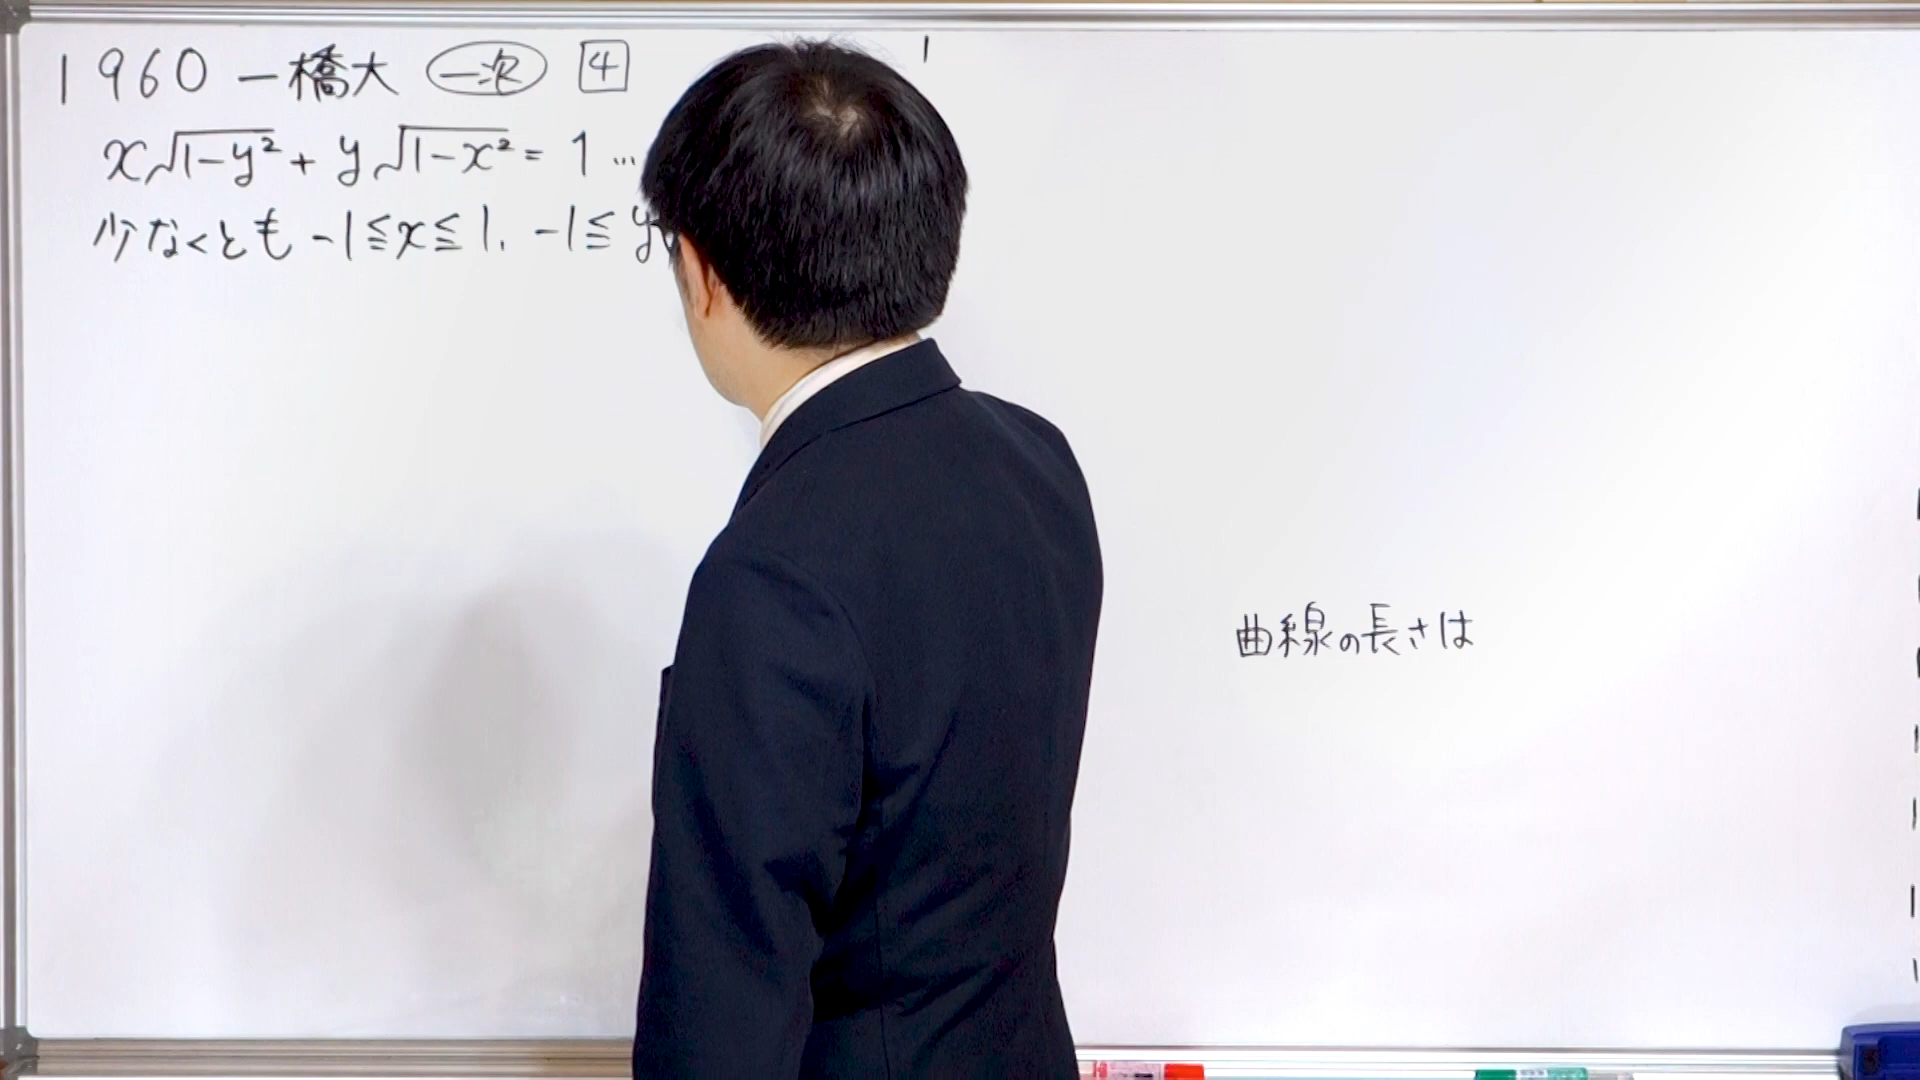 1960 一橋大 一次 4
x√1-y² + y√1-x² = 1 …
少なくとも -1≦x≦1, -1≦y
曲線の長さは